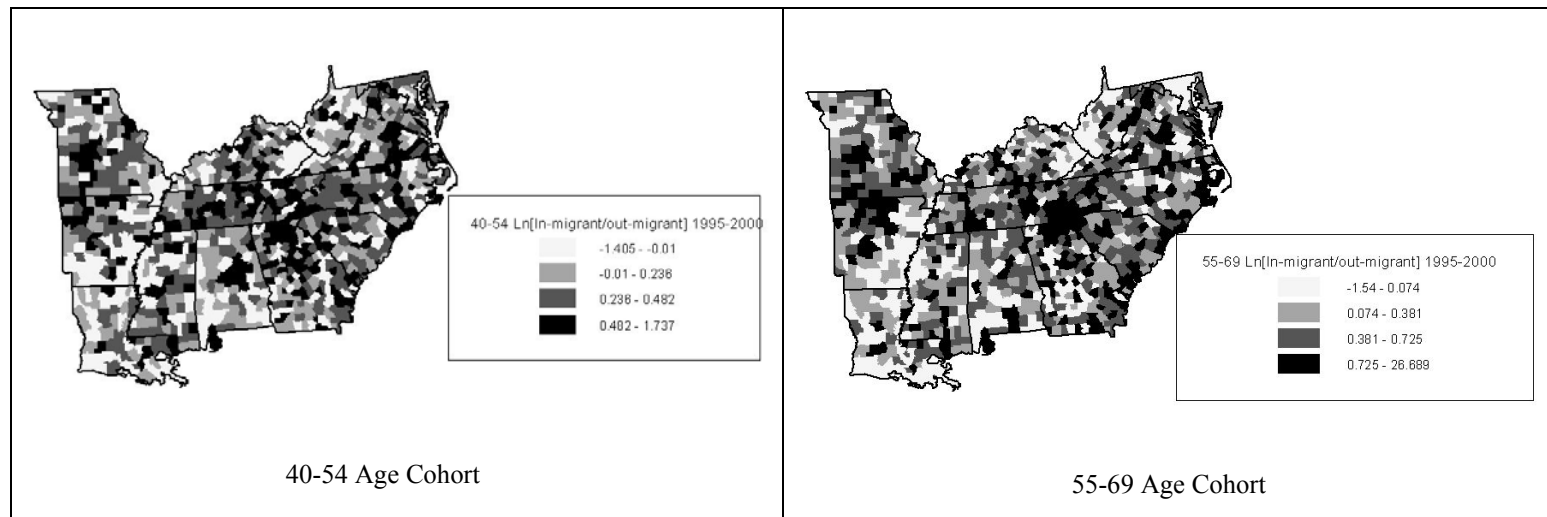 40-54 Ln[In-migrant/out-migrant] 1995-2000
-1.405 - -0.01
-0.01 - 0.236
0.236 - 0.482
0.482 - 1.737
40-54 Age Cohort
55-69 Ln[In-migrant/out-migrant] 1995-2000
-1.54 - 0.074
0.074 - 0.381
0.381 - 0.725
0.725 - 26.689
55-69 Age Cohort